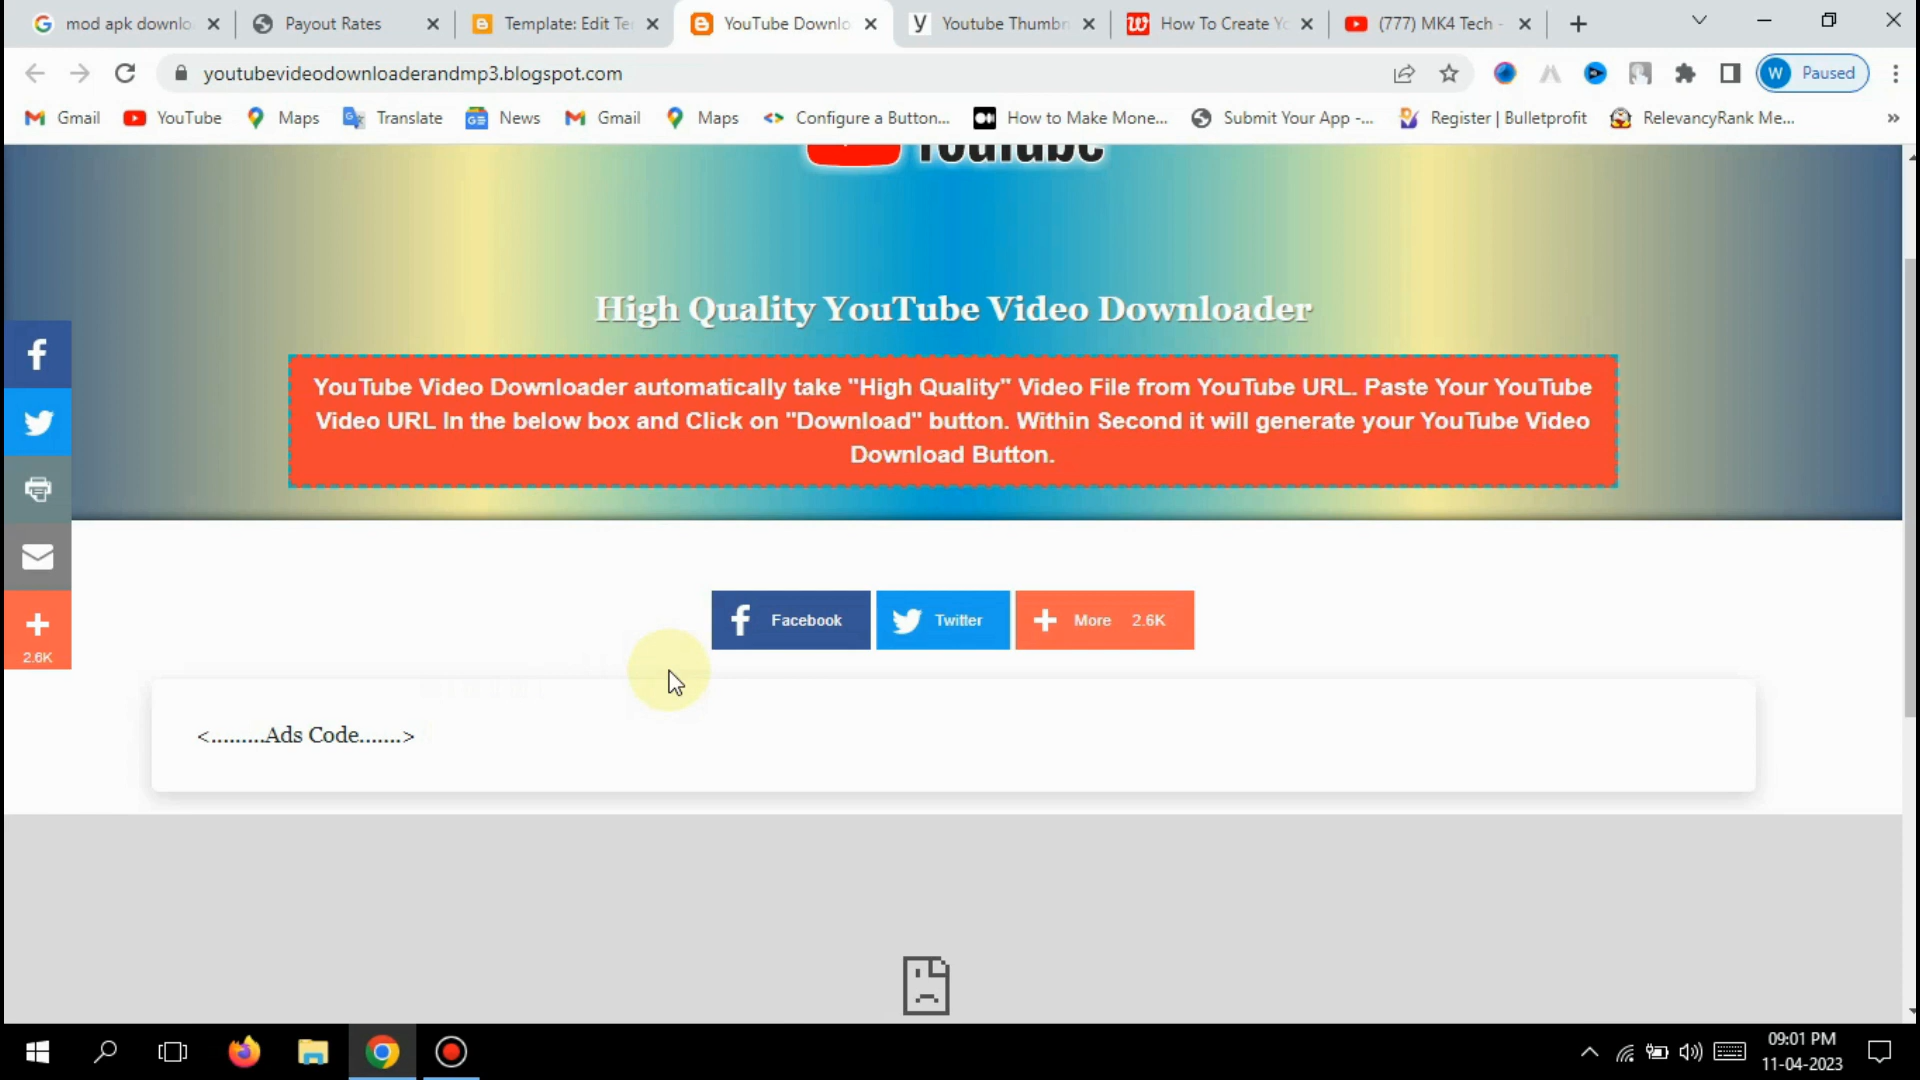 mod apk downlo
Payout Rates
Template: Edit Te
YouTube Downlo
Youtube Thumbn
How To Create Yo
(777) MK4 Tech -
youtubevideodownloaderandmp3.blogspot.com
W Paused
Gmail
YouTube
Maps
Translate
News
Gmail
Maps
Configure a Button...
How to Make Mone...
Submit Your App -...
Register | Bulletprofit
RelevancyRank Me...
YouTube
High Quality YouTube Video Downloader
YouTube Video Downloader automatically take "High Quality" Video File from YouTube URL. Paste Your YouTube
Video URL In the below box and Click on "Download" button. Within Second it will generate your YouTube Video
Download Button.
2.6K
Facebook
Twitter
More 2.6K
<.........Ads Code.......>
09:01 PM
11-04-2023